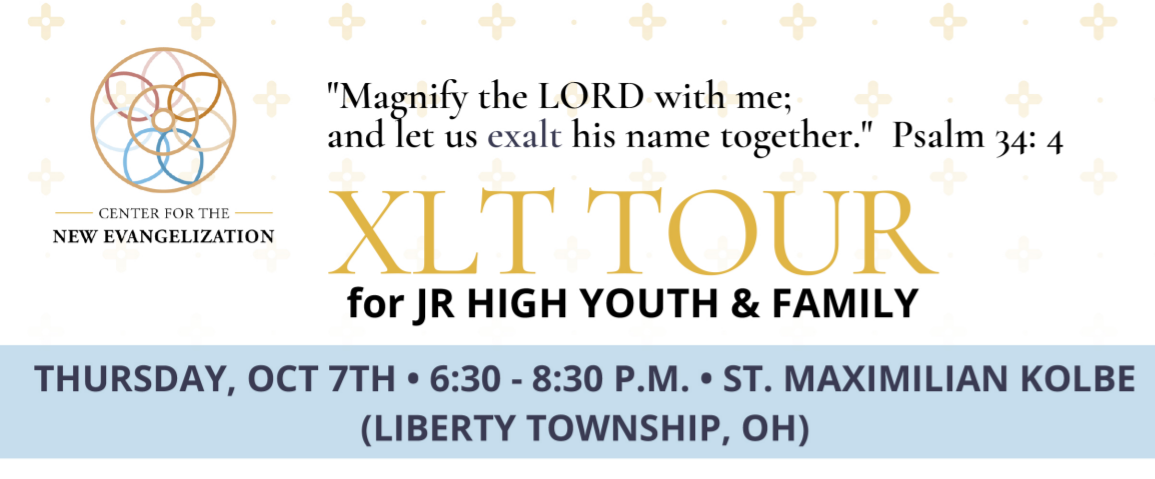 CENTER FOR THE
NEW EVANGELIZATION
"Magnify the LORD with me;
and let us exalt his name together."  Psalm 34: 4
XLT TOUR
for JR HIGH YOUTH & FAMILY
THURSDAY, OCT 7TH • 6:30 - 8:30 P.M. • ST. MAXIMILIAN KOLBE
(LIBERTY TOWNSHIP, OH)